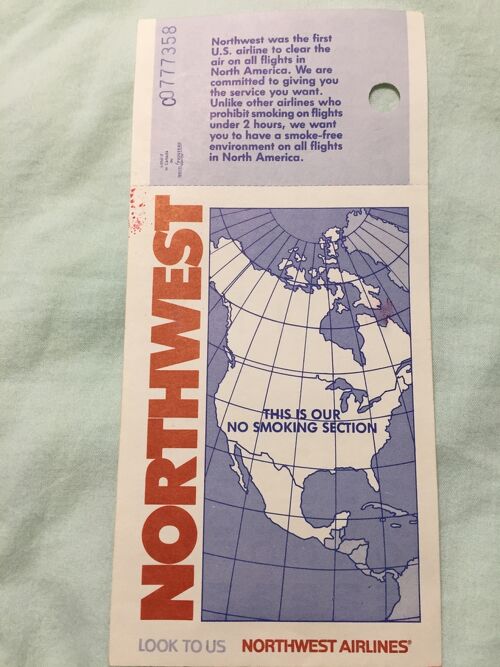 00777358
Northwest was the first
U.S. airline to clear the
air on all flights in
North America. We are
committed to giving you
the service you want.
Unlike other airlines who
prohibit smoking on flights
under 2 hours, we want
you to have a smoke-free
environment on all flights
in North America.
NORTHWEST
THIS IS OUR
NO SMOKING SECTION
LOOK TO US NORTHWEST AIRLINES®